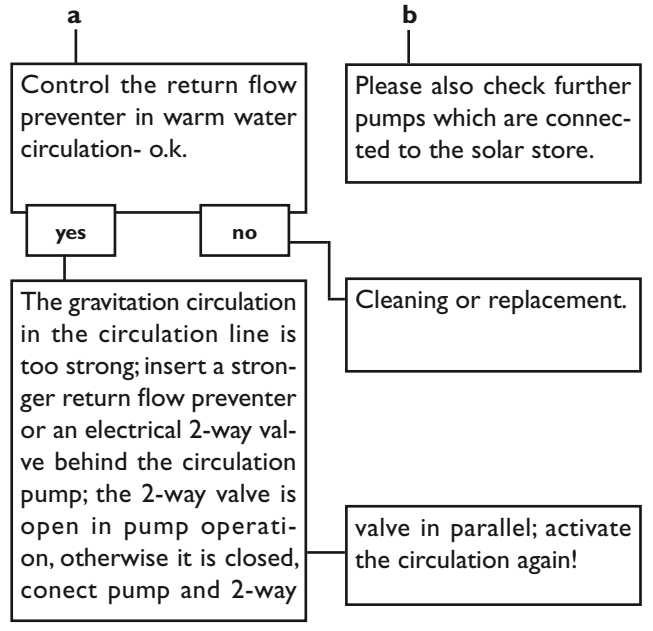 a
Control the return flow
preventer in warm water
circulation- o.k.
yes
no
The gravitation circulation
in the circulation line is
too strong; insert a stron-
ger return flow preventer
or an electrical 2-way val-
ve behind the circulation
pump; the 2-way valve is
open in pump operati-
on, otherwise it is closed,
conect pump and 2-way
valve in parallel; activate
the circulation again!
Cleaning or replacement.
b
Please also check further
pumps which are connec-
ted to the solar store.